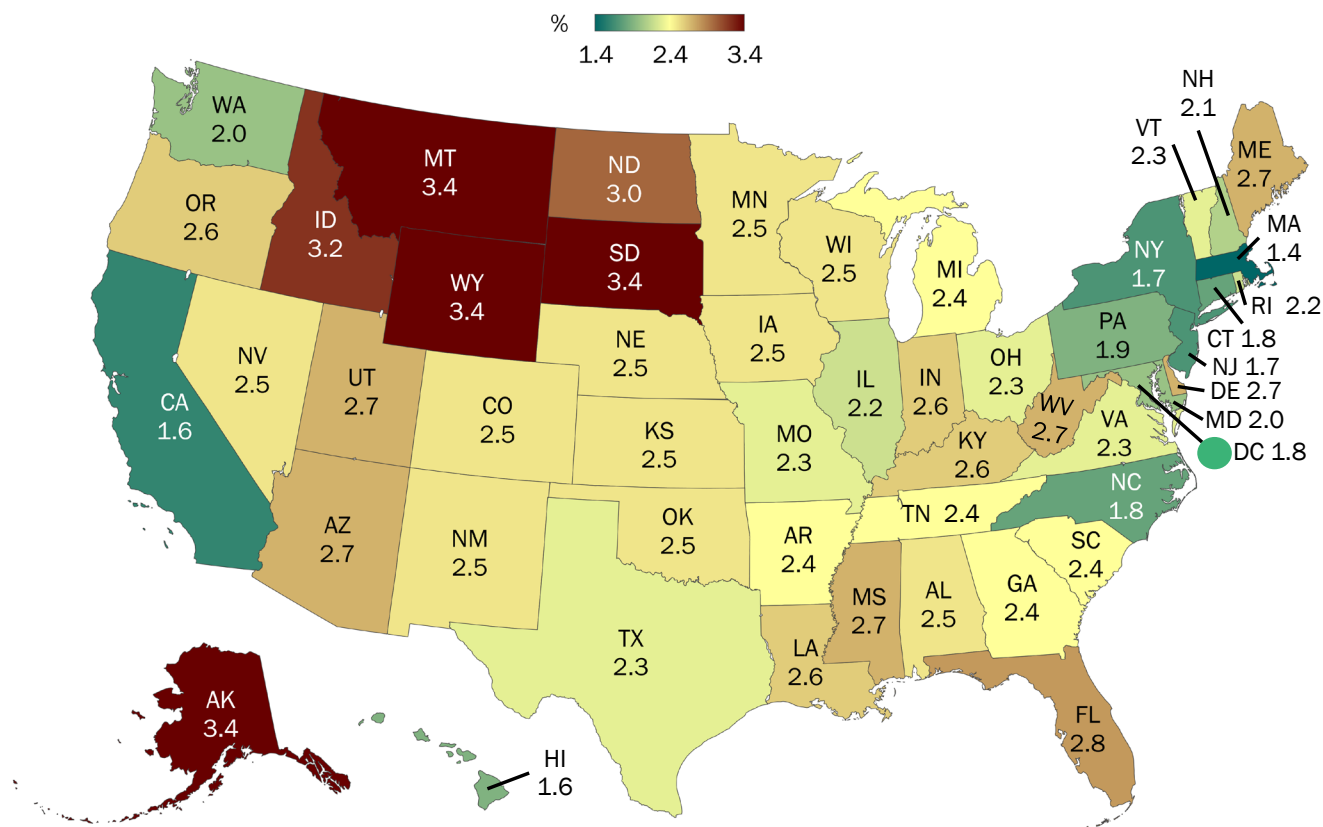 %
1.4 2.4 3.4
WA
2.0
OR
2.6
CA
1.6
ID
3.2
NV
2.5
MT
3.4
WY
3.4
UT
2.7
AZ
2.7
CO
2.5
NM
2.5
ND
3.0
SD
3.4
NE
2.5
KS
2.5
OK
2.5
TX
2.3
MN
2.5
IA
2.5
MO
2.3
AR
2.4
LA
2.6
WI
2.5
IL
2.2
MI
2.4
IN
2.6
OH
2.3
KY
2.6
TN 2.4
MS
2.7
AL
2.5
GA
2.4
FL
2.8
SC
2.4
NC
1.8
VA
2.3
WV
2.7
PA
1.9
NY
1.7
VT
2.3
NH
2.1
ME
2.7
MA
1.4
RI 2.2
CT 1.8
NJ 1.7
DE 2.7
MD 2.0
DC 1.8
AK
3.4
HI
1.6